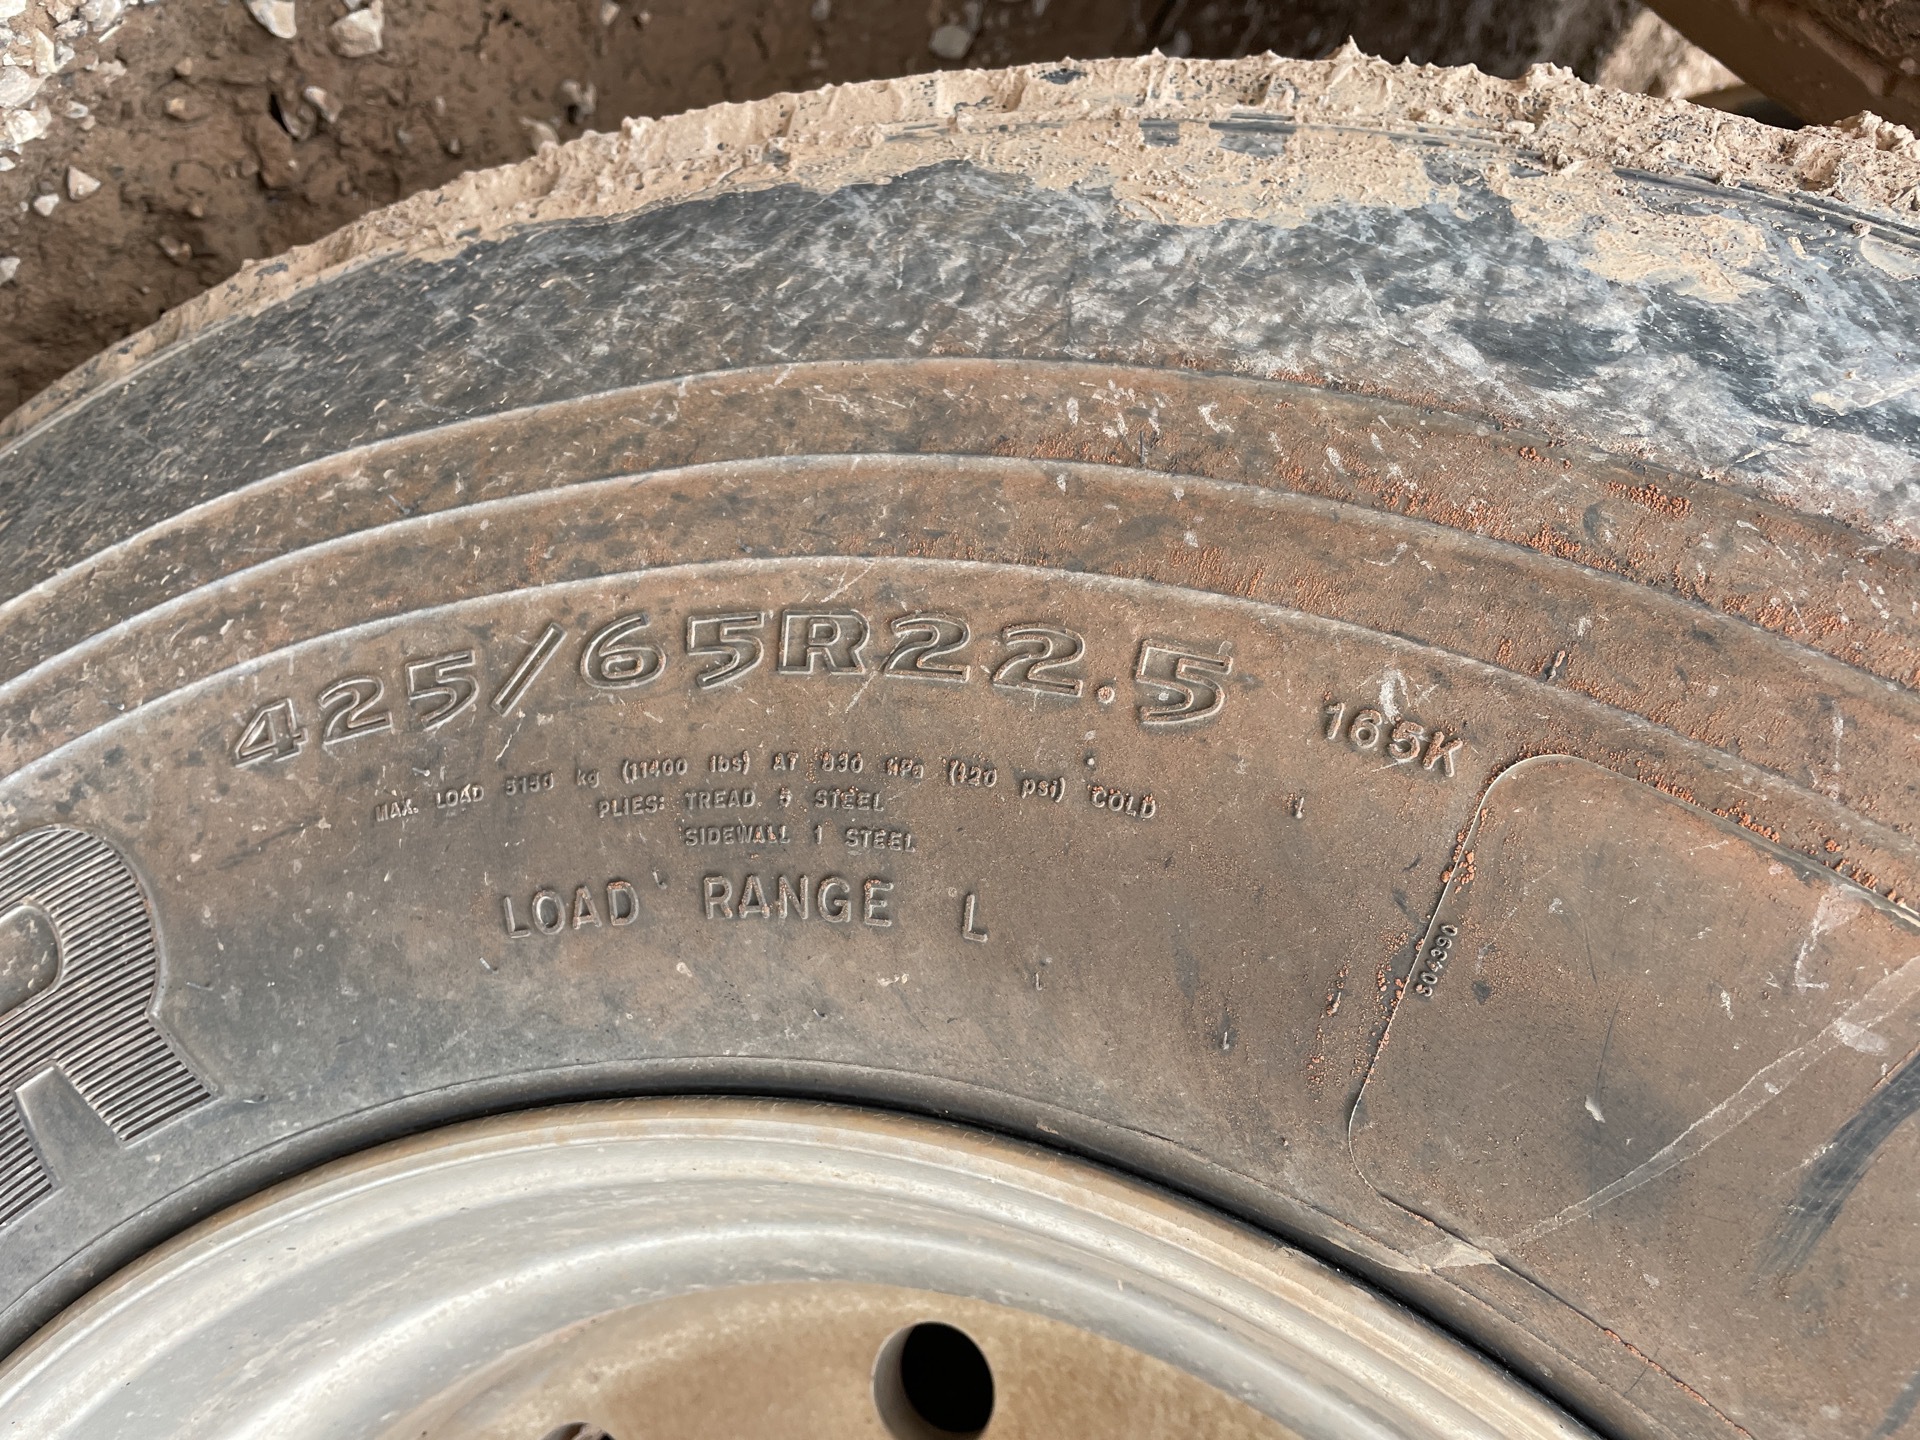 425/65R22.5 165K
MAX. LOAD 5150 kg (11400 lbs) AT 830 kPa (120 psi) COLD
PLIES: TREAD 5 STEEL
SIDEWALL 1 STEEL
LOAD RANGE L
S04990
R